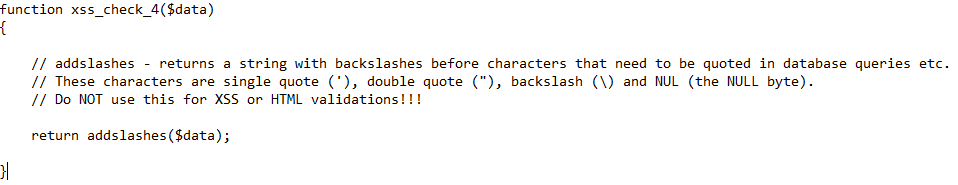 function xss_check_4($data)
{
// addslashes - returns a string with backslashes before characters that need to be quoted in database queries etc.
// These characters are single quote ('), double quote ("), backslash (\) and NUL (the NULL byte).
// Do NOT use this for XSS or HTML validations!!!
return addslashes($data);
}